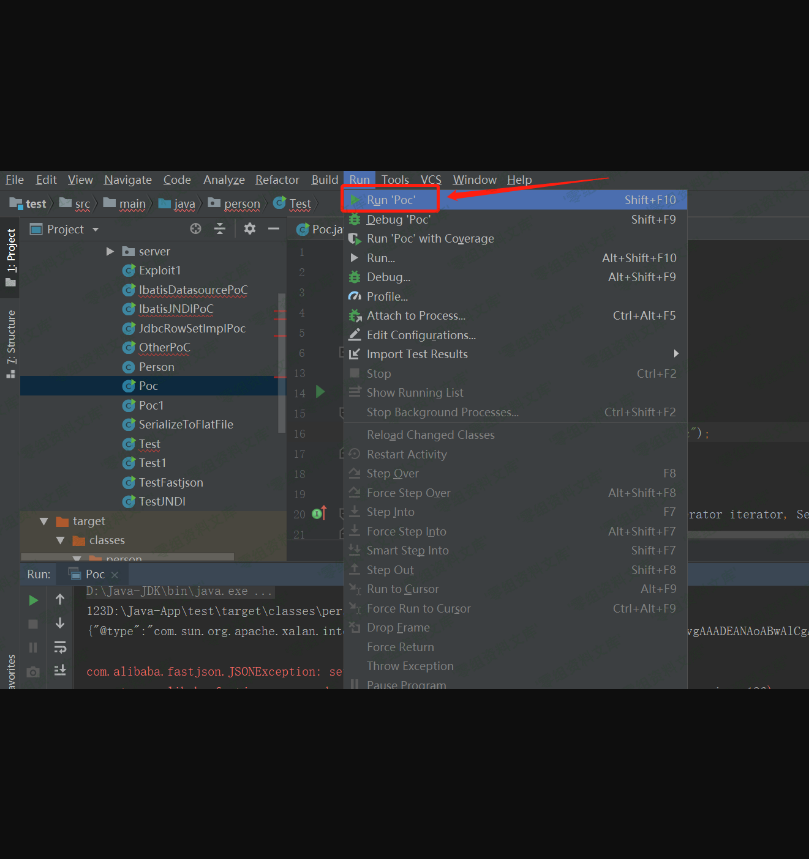 File Edit View Navigate Code Analyze Refactor Build Run Tools VCS Window Help
test src main java person Test
1: Project
7: Structure
avorites
Project
server
Exploit1
IbatisDatasourcePoC
IbatisJNDIPoC
JdbcRowSetImplPoc
OtherPoC
Person
Poc
Poc1
SerializeToFlatFile
Test
Test1
TestFastjson
TestJNDI
target
classes
person
Poc.ja
1
2
3
4
5
6
13
14
15
16
17
18
19
20
21
Run 'Poc' Shift+F10
Debug 'Poc' Shift+F9
Run 'Poc' with Coverage
Run... Alt+Shift+F10
Debug... Alt+Shift+F9
Profile...
Attach to Process... Ctrl+Alt+F5
Edit Configurations...
Import Test Results
Stop Ctrl+F2
Show Running List
Stop Background Processes... Ctrl+Shift+F2
Reload Changed Classes
Restart Activity
Step Over F8
Force Step Over Alt+Shift+F8
Step Into F7
Force Step Into Alt+Shift+F7
Smart Step Into Shift+F7
Step Out Shift+F8
Run to Cursor Alt+F9
Force Run to Cursor Ctrl+Alt+F9
Drop Frame
Force Return
Throw Exception
Pause Program
");
rator iterator, Se
Run: Poc
D:\Java-JDK\bin\java.exe ...
123D:\Java-App\test\target\classes\per
{"@type":"com.sun.org.apache.xalan.inte vgAAADEANAoABwAlCgA
com.alibaba.fastjson.JSONException: se